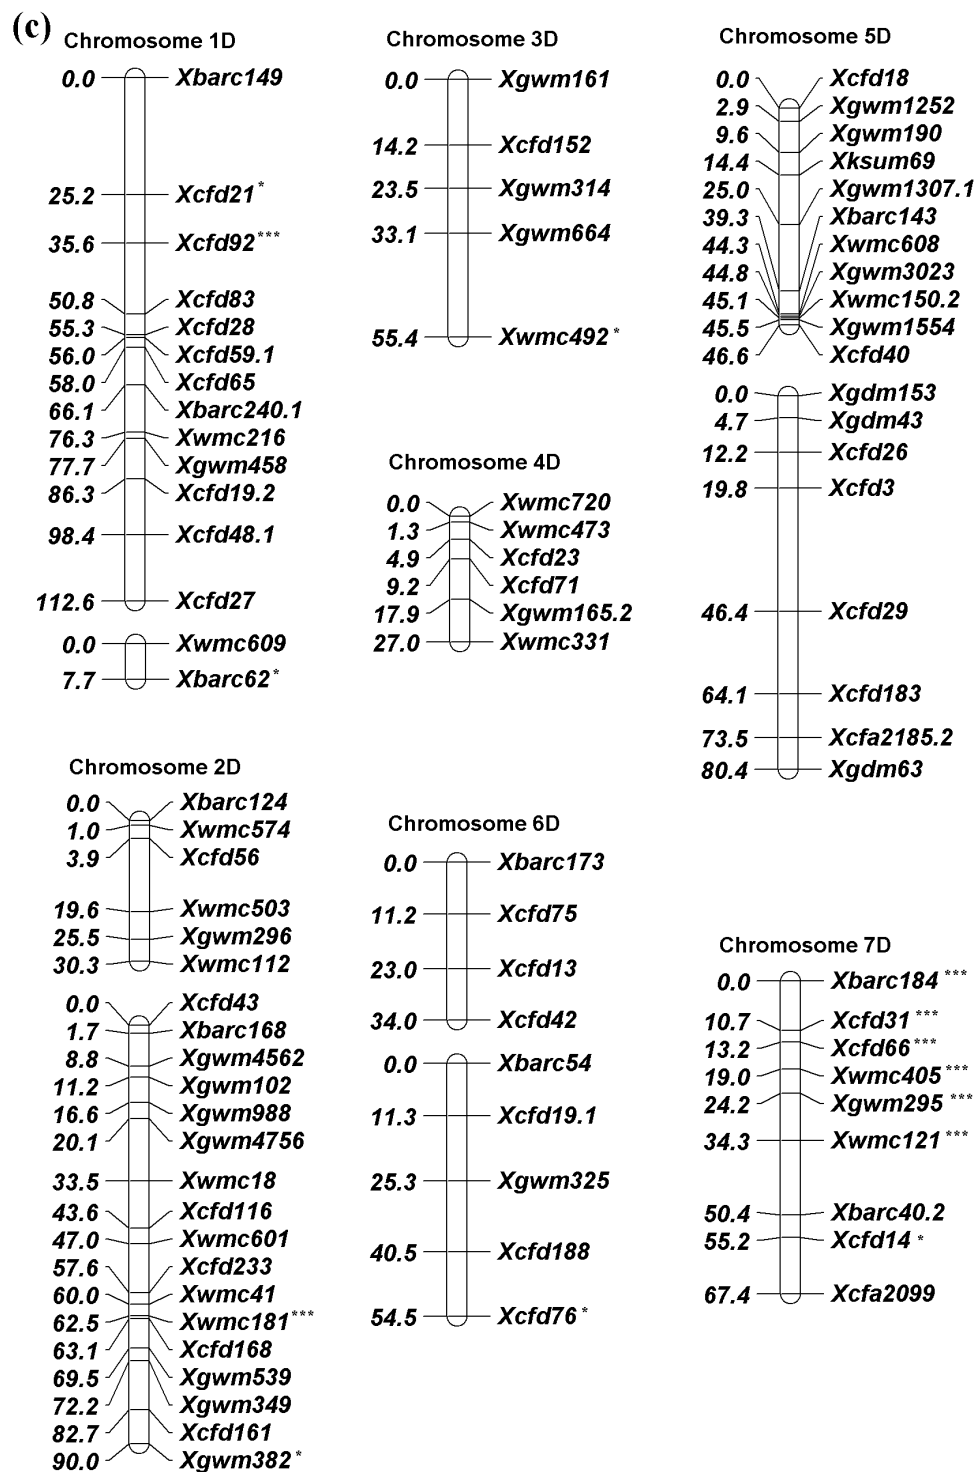 (c)
Chromosome 1D
0.0 Xbarc149
25.2 Xcfd21*
35.6 Xcfd92***
50.8 Xcfd83
55.3 Xcfd28
56.0 Xcfd59.1
58.0 Xcfd65
66.1 Xbarc240.1
76.3 Xwmc216
77.7 Xgwm458
86.3 Xcfd19.2
98.4 Xcfd48.1
112.6 Xcfd27
0.0 Xwmc609
7.7 Xbarc62*
Chromosome 2D
0.0 Xbarc124
1.0 Xwmc574
3.9 Xcfd56
19.6 Xwmc503
25.5 Xgwm296
30.3 Xwmc112
0.0 Xcfd43
1.7 Xbarc168
8.8 Xgwm4562
11.2 Xgwm102
16.6 Xgwm988
20.1 Xgwm4756
33.5 Xwmc18
43.6 Xcfd116
47.0 Xwmc601
57.6 Xcfd233
60.0 Xwmc41
62.5 Xwmc181***
63.1 Xcfd168
69.5 Xgwm539
72.2 Xgwm349
82.7 Xcfd161
90.0 Xgwm382*
Chromosome 3D
0.0 Xgwm161
14.2 Xcfd152
23.5 Xgwm314
33.1 Xgwm664
55.4 Xwmc492*
Chromosome 4D
0.0 Xwmc720
1.3 Xwmc473
4.9 Xcfd23
9.2 Xcfd71
17.9 Xgwm165.2
27.0 Xwmc331
Chromosome 6D
0.0 Xbarc173
11.2 Xcfd75
23.0 Xcfd13
34.0 Xcfd42
0.0 Xbarc54
11.3 Xcfd19.1
25.3 Xgwm325
40.5 Xcfd188
54.5 Xcfd76*
Chromosome 5D
0.0 Xcfd18
2.9 Xgwm1252
9.6 Xgwm190
14.4 Xksum69
25.0 Xgwm1307.1
39.3 Xbarc143
44.3 Xwmc608
44.8 Xgwm3023
45.1 Xwmc150.2
45.5 Xgwm1554
46.6 Xcfd40
0.0 Xgdm153
4.7 Xgdm43
12.2 Xcfd26
19.8 Xcfd3
46.4 Xcfd29
64.1 Xcfd183
73.5 Xcfa2185.2
80.4 Xgdm63
Chromosome 7D
0.0 Xbarc184***
10.7 Xcfd31***
13.2 Xcfd66***
19.0 Xwmc405***
24.2 Xgwm295***
34.3 Xwmc121***
50.4 Xbarc40.2
55.2 Xcfd14*
67.4 Xcfa2099